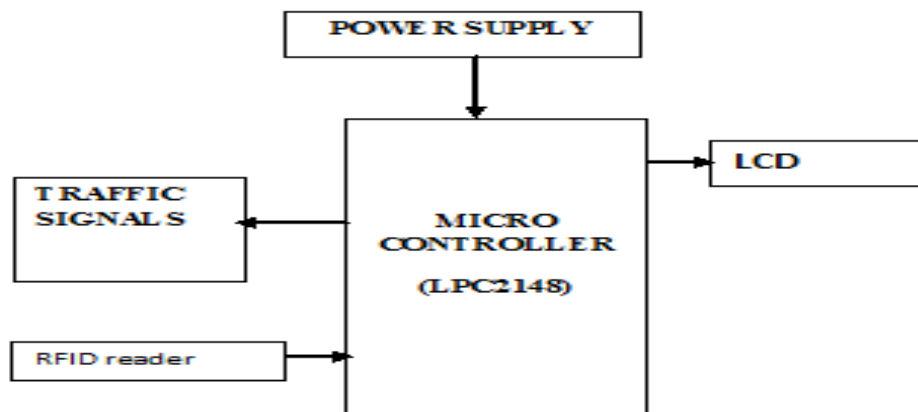 POWER SUPPLY
LCD
TRAFFIC
SIGNALS
MICRO
CONTROLLER
(LPC2148)
RFID reader